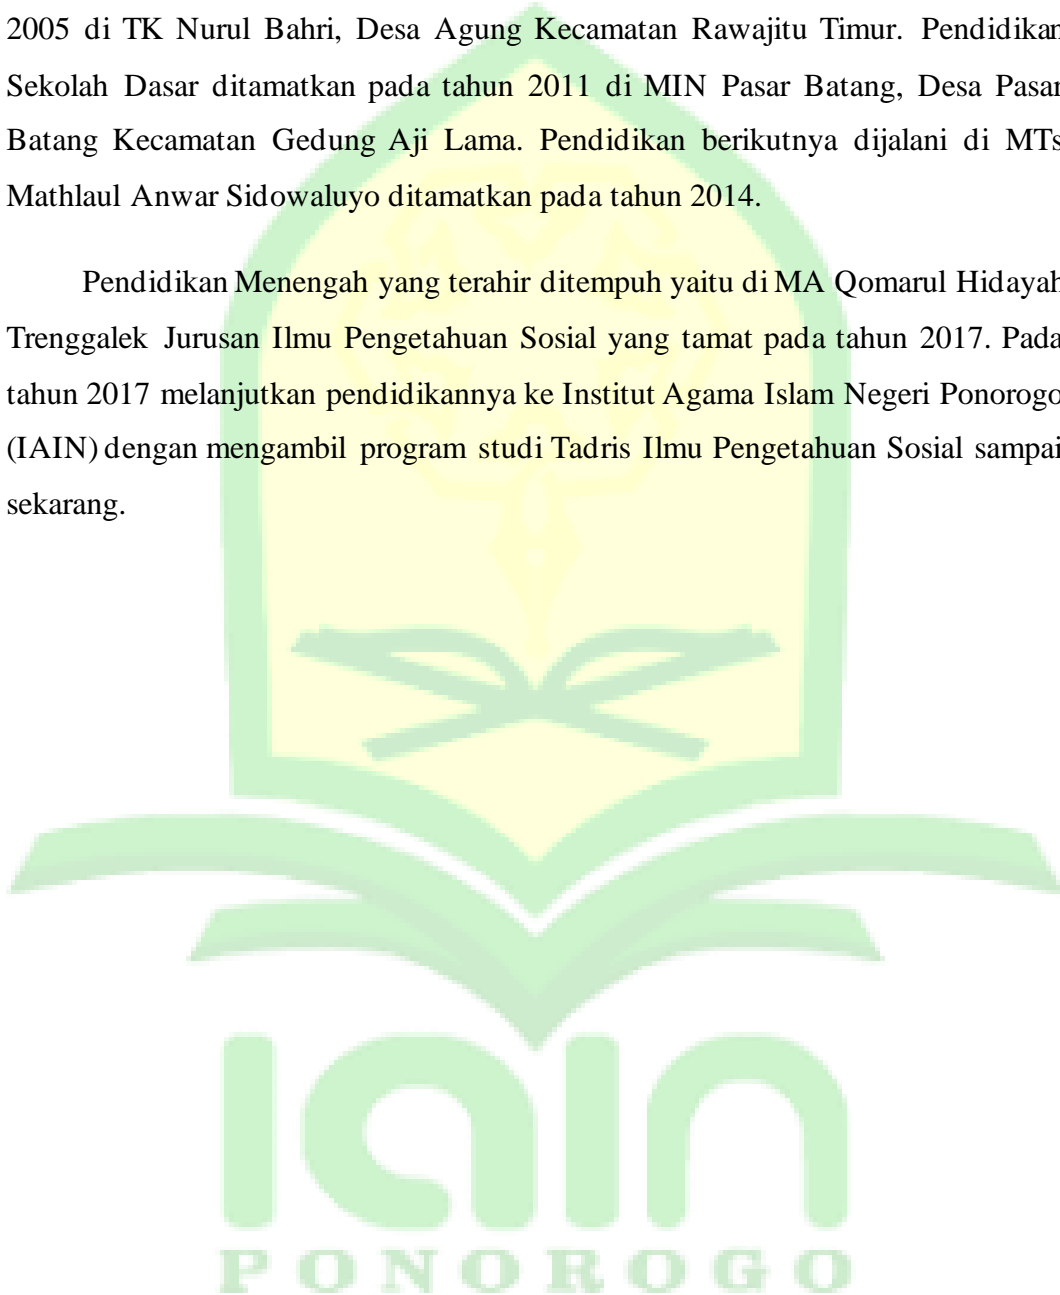 2005 di TK Nurul Bahri, Desa Agung Kecamatan Rawajitu Timur. Pendidikan
Sekolah Dasar ditamatkan pada tahun 2011 di MIN Pasar Batang, Desa Pasar
Batang Kecamatan Gedung Aji Lama. Pendidikan berikutnya dijalani di MTs
Mathlaul Anwar Sidowaluyo ditamatkan pada tahun 2014.
Pendidikan Menengah yang terahir ditempuh yaitu di MA Qomarul Hidayah
Trenggalek Jurusan Ilmu Pengetahuan Sosial yang tamat pada tahun 2017. Pada
tahun 2017 melanjutkan pendidikannya ke Institut Agama Islam Negeri Ponorogo
(IAIN) dengan mengambil program studi Tadris Ilmu Pengetahuan Sosial sampai
sekarang.
iain
PONOROGO